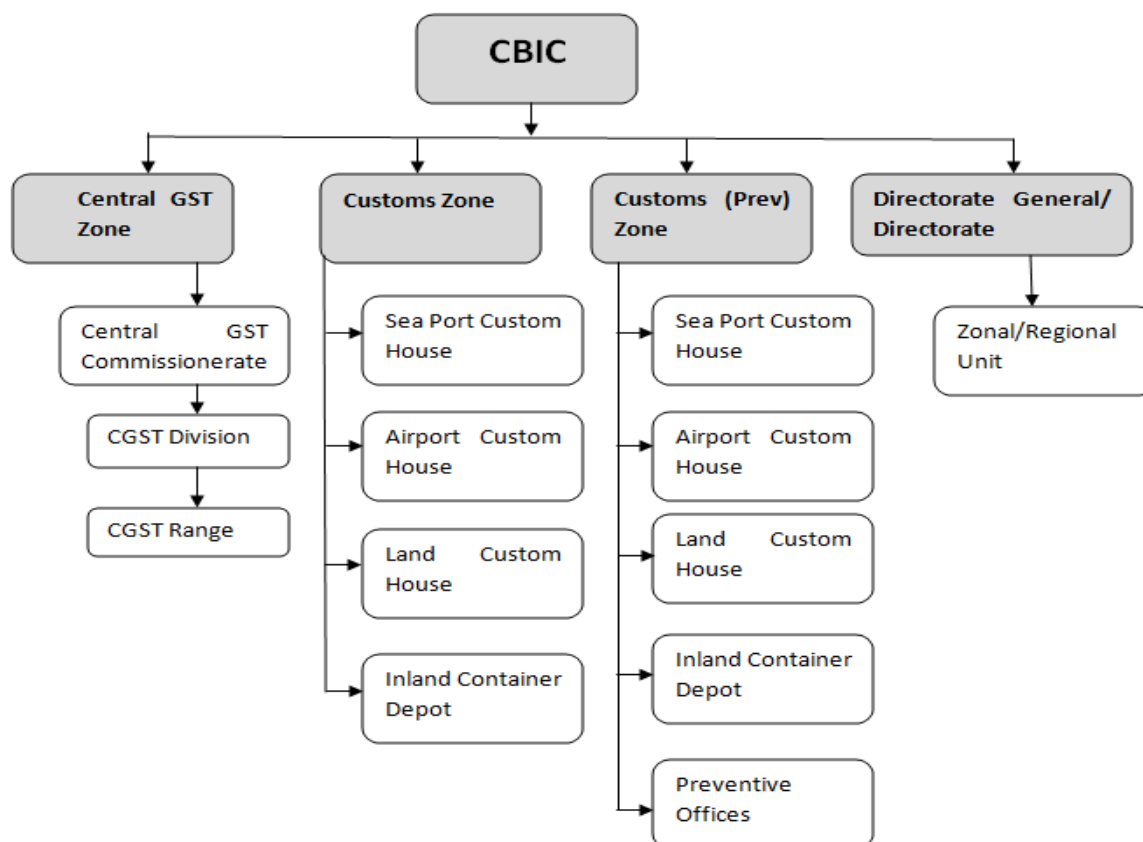 CBIC
Central GST
Zone
Customs Zone
Customs (Prev)
Zone
Directorate General/
Directorate
Central GST
Commissionerate
CGST Division
CGST Range
Sea Port Custom
House
Airport Custom
House
Land Custom
House
Inland Container
Depot
Sea Port Custom
House
Airport Custom
House
Land Custom
House
Inland Container
Depot
Preventive
Offices
Zonal/Regional
Unit